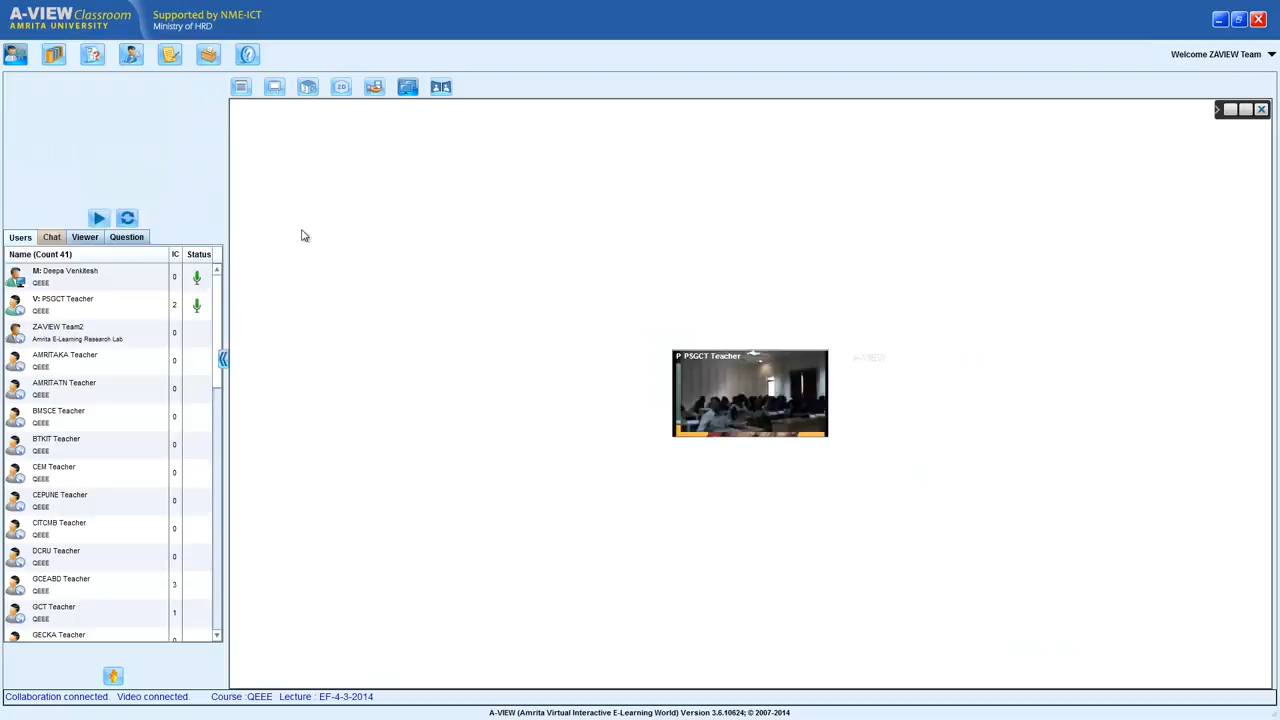 A-VIEW Classroom
AMRITA UNIVERSITY
Supported by NME-ICT
Ministry of HRD
Welcome ZAVIEW Team
2D
Users
Chat
Viewer
Question
Name (Count 41)
IC
Status
M: Deepa Venkitesh
QEEE
0
V: PSGCT Teacher
QEEE
2
ZAVIEW Team2
Amrita E-Learning Research Lab
0
AMRITAKA Teacher
QEEE
0
AMRITATN Teacher
QEEE
0
BMSCE Teacher
QEEE
0
BTKIT Teacher
QEEE
0
CEM Teacher
QEEE
0
CEPUNE Teacher
QEEE
0
CITCMB Teacher
QEEE
0
DCRU Teacher
QEEE
0
GCEABD Teacher
QEEE
3
GCT Teacher
QEEE
1
GECKA Teacher
P PSGCT Teacher
A-VIEW
Collaboration connected. Video connected. Course :QEEE Lecture : EF-4-3-2014
A-VIEW (Amrita Virtual Interactive E-Learning World) Version 3.6.10624; © 2007-2014